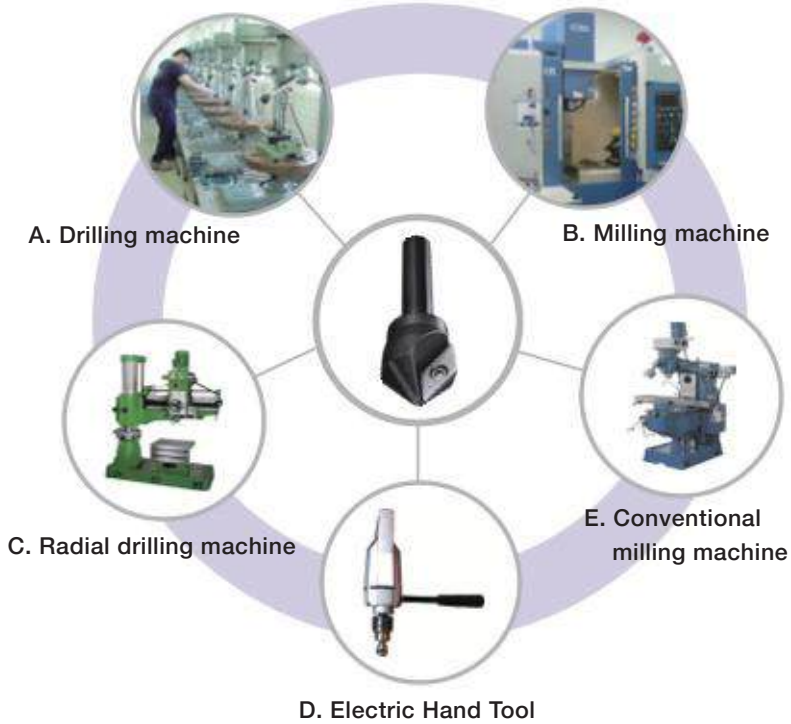 A. Drilling machine
B. Milling machine
C. Radial drilling machine
E. Conventional
milling machine
D. Electric Hand Tool